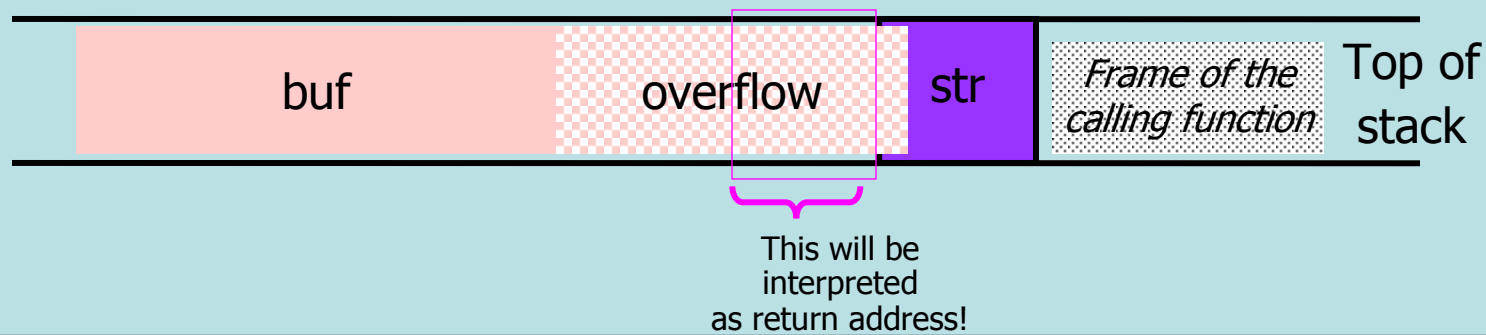 buf
overflow
str
Frame of the
calling function
Top of
stack
This will be
interpreted
as return address!